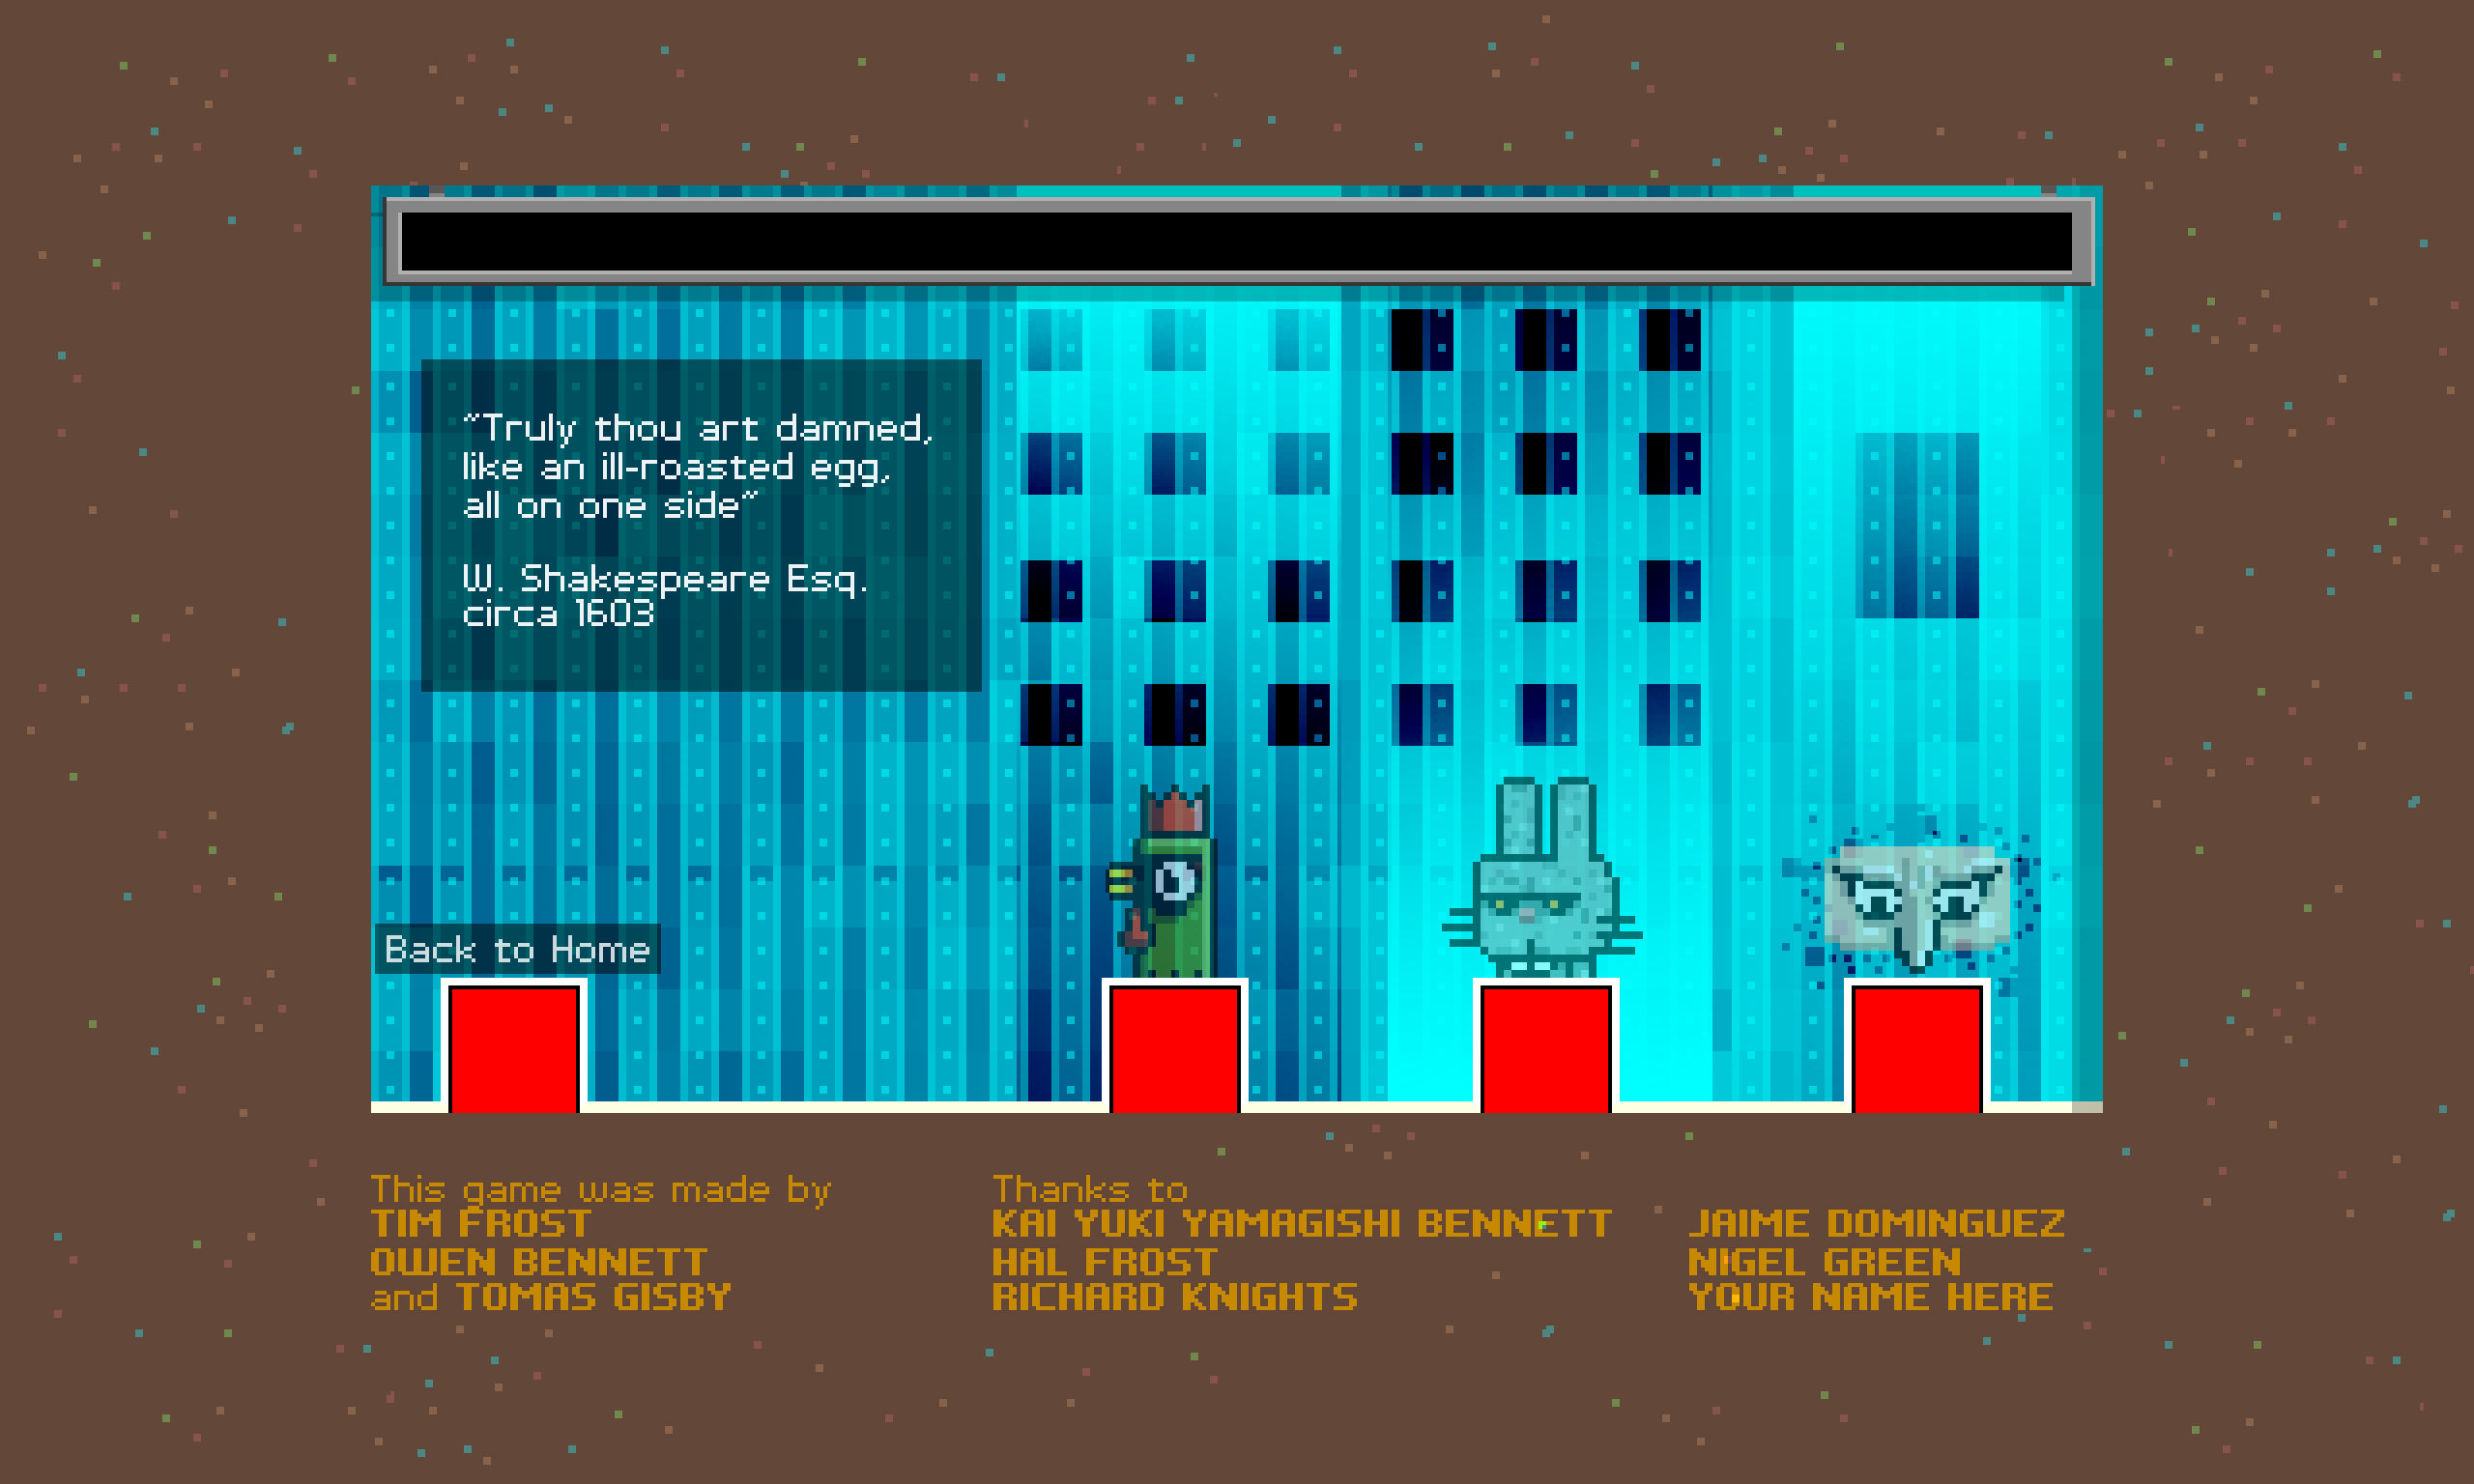 “Truly thou art damned,
like an ill-roasted egg,
all on one side”
W. Shakespeare Esq.
circa 1603
Back to Home
This game was made by
TIM FROST
OWEN BENNETT
and TOMAS GISBY
Thanks to
KAI YUKI YAMAGISHI BENNETT
HAL FROST
RICHARD KNIGHTS
JAIME DOMINGUEZ
NIGEL GREEN
YOUR NAME HERE